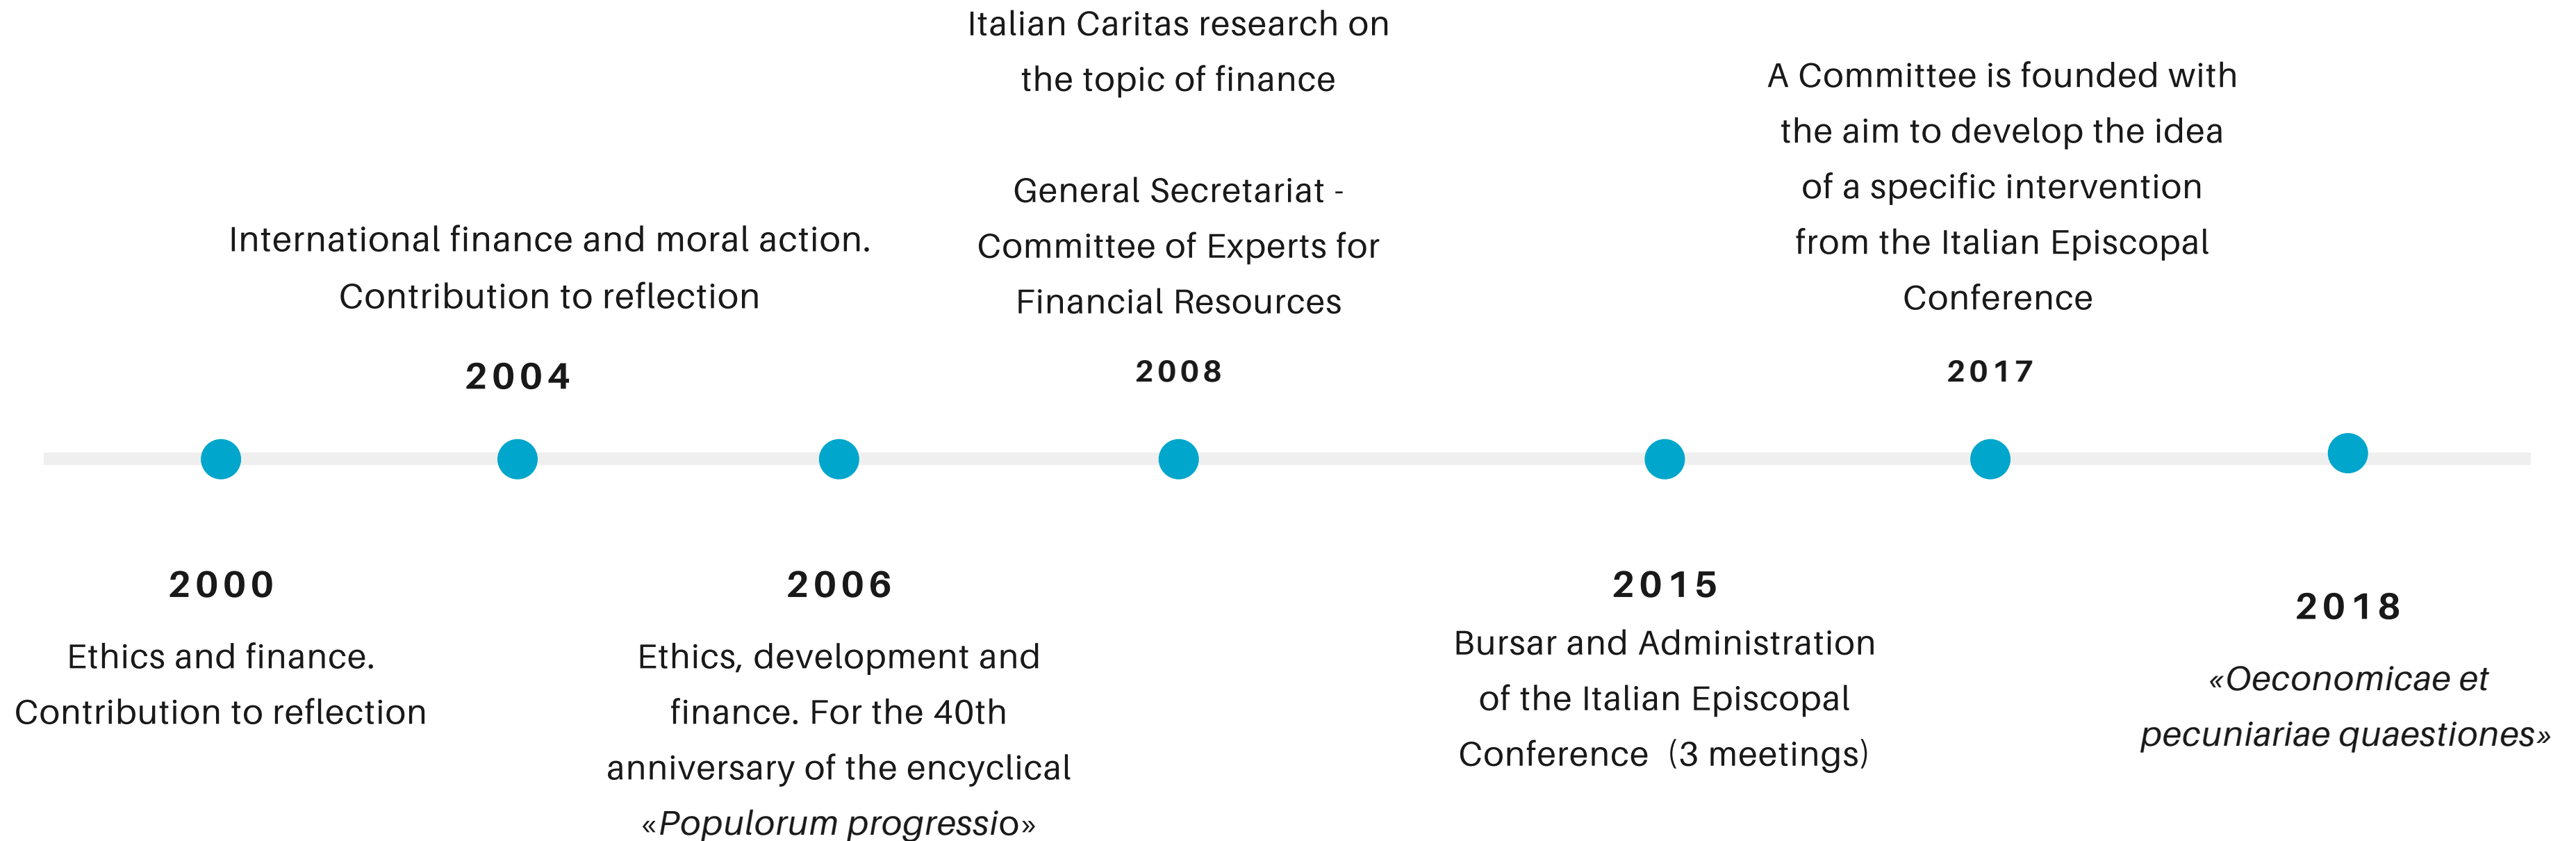 2000
Ethics and finance.
Contribution to reflection
International finance and moral action.
Contribution to reflection
2004
2006
Ethics, development and
finance. For the 40th
anniversary of the encyclical
«Populorum progressio»
Italian Caritas research on
the topic of finance
General Secretariat -
Committee of Experts for
Financial Resources
2008
2015
Bursar and Administration
of the Italian Episcopal
Conference (3 meetings)
A Committee is founded with
the aim to develop the idea
of a specific intervention
from the Italian Episcopal
Conference
2017
2018
«Oeconomicae et
pecuniariae quaestiones»